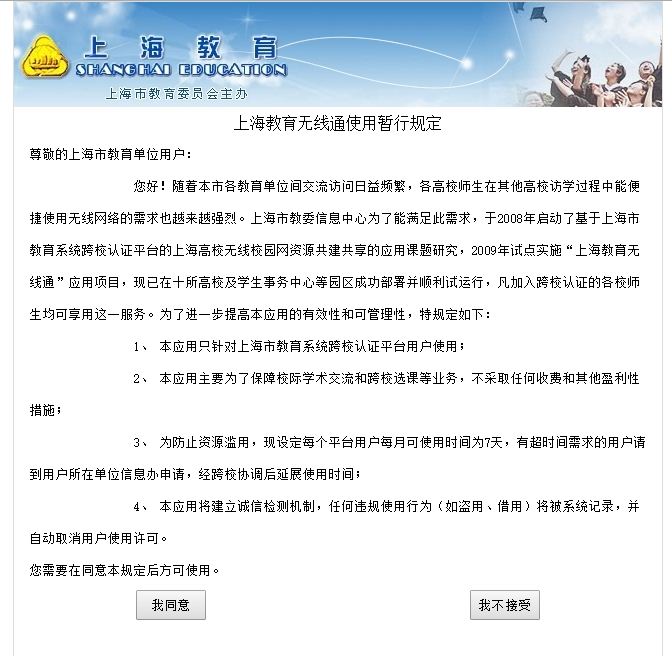 上海教育
SHANGHAI EDUCATION
上海市教育委员会主办
上海教育无线通使用暂行规定
尊敬的上海市教育单位用户：
您好！随着本市各教育单位间交流访问日益频繁，各高校师生在其他高校访学过程中能便
捷使用无线网络的需求也越来越强烈。上海市教委信息中心为了能满足此需求，于2008年启动了基于上海市
教育系统跨校认证平台的上海高校无线校园网资源共建共享的应用课题研究，2009年试点实施“上海教育无
线通”应用项目，现已在十所高校及学生事务中心等园区成功部署并顺利试运行，凡加入跨校认证的各校师
生均可享用这一服务。为了进一步提高本应用的有效性和可管理性，特规定如下：
1、 本应用只针对上海市教育系统跨校认证平台用户使用；
2、 本应用主要为了保障校际学术交流和跨校选课等业务，不采取任何收费和其他盈利性
措施；
3、 为防止资源滥用，现设定每个平台用户每月可使用时间为7天，有超时间需求的用户请
到用户所在单位信息办申请，经跨校协调后延展使用时间；
4、 本应用将建立诚信检测机制，任何违规使用行为（如盗用、借用）将被系统记录，并
自动取消用户使用许可。
您需要在同意本规定后方可使用。
我同意 我不接受